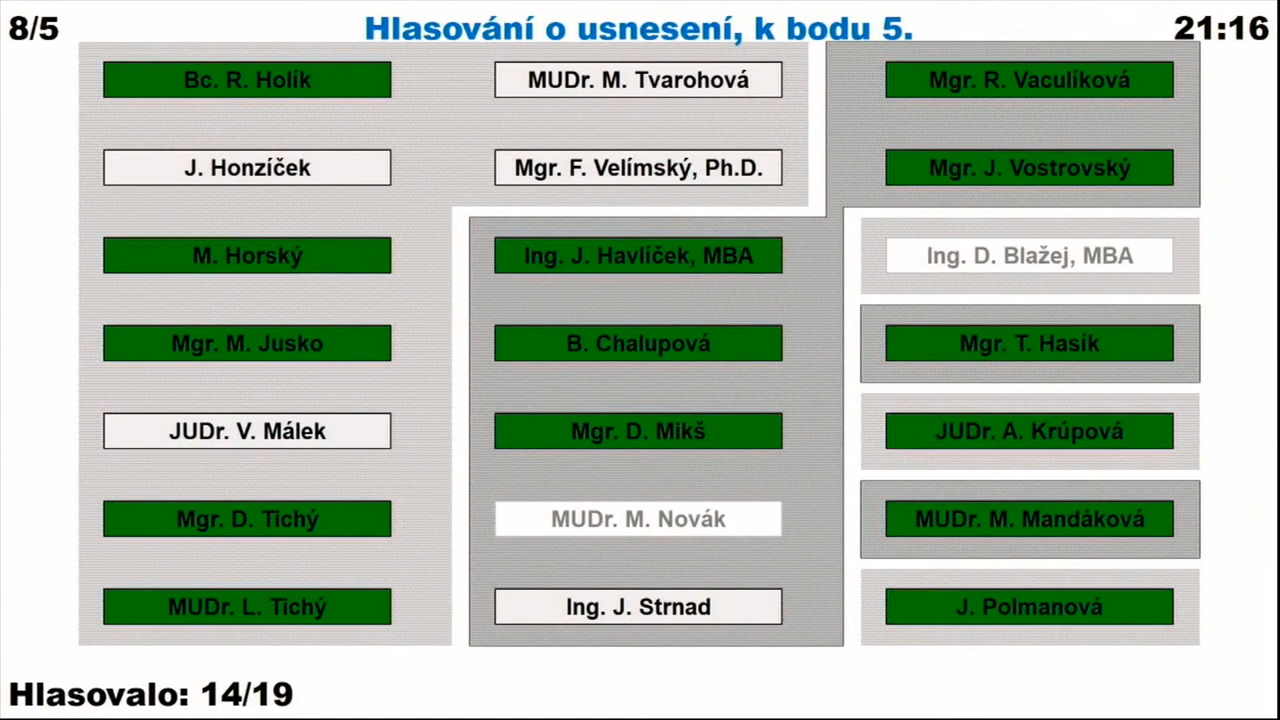 8/5
Hlasování o usnesení, k bodu 5.
21:16
Bc. R. Holík
J. Honzíček
M. Horský
Mgr. M. Jusko
JUDr. V. Málek
Mgr. D. Tichý
MUDr. L. Tichý
MUDr. M. Tvarohová
Mgr. F. Velímský, Ph.D.
Ing. J. Havlíček, MBA
B. Chalupová
Mgr. D. Mikš
MUDr. M. Novák
Ing. J. Strnad
Mgr. R. Vaculíková
Mgr. J. Vostrovský
Ing. D. Blažej, MBA
Mgr. T. Hasík
JUDr. A. Krúpová
MUDr. M. Mandáková
J. Polmanová
Hlasovalo: 14/19